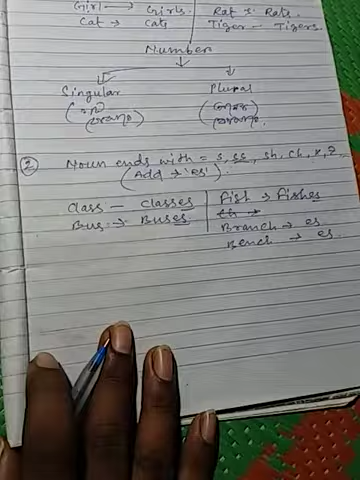 Girl → Girls. Rat → Rats.
Cat → Cats Tiger — Tigers
Number
Singular Plural
② Noun ends with = s, ss, sh, ch, x, z
(Add → 'es')
Class — Classes Fish → Fishes
Bus → Buses
Branch → es
Bench → es.